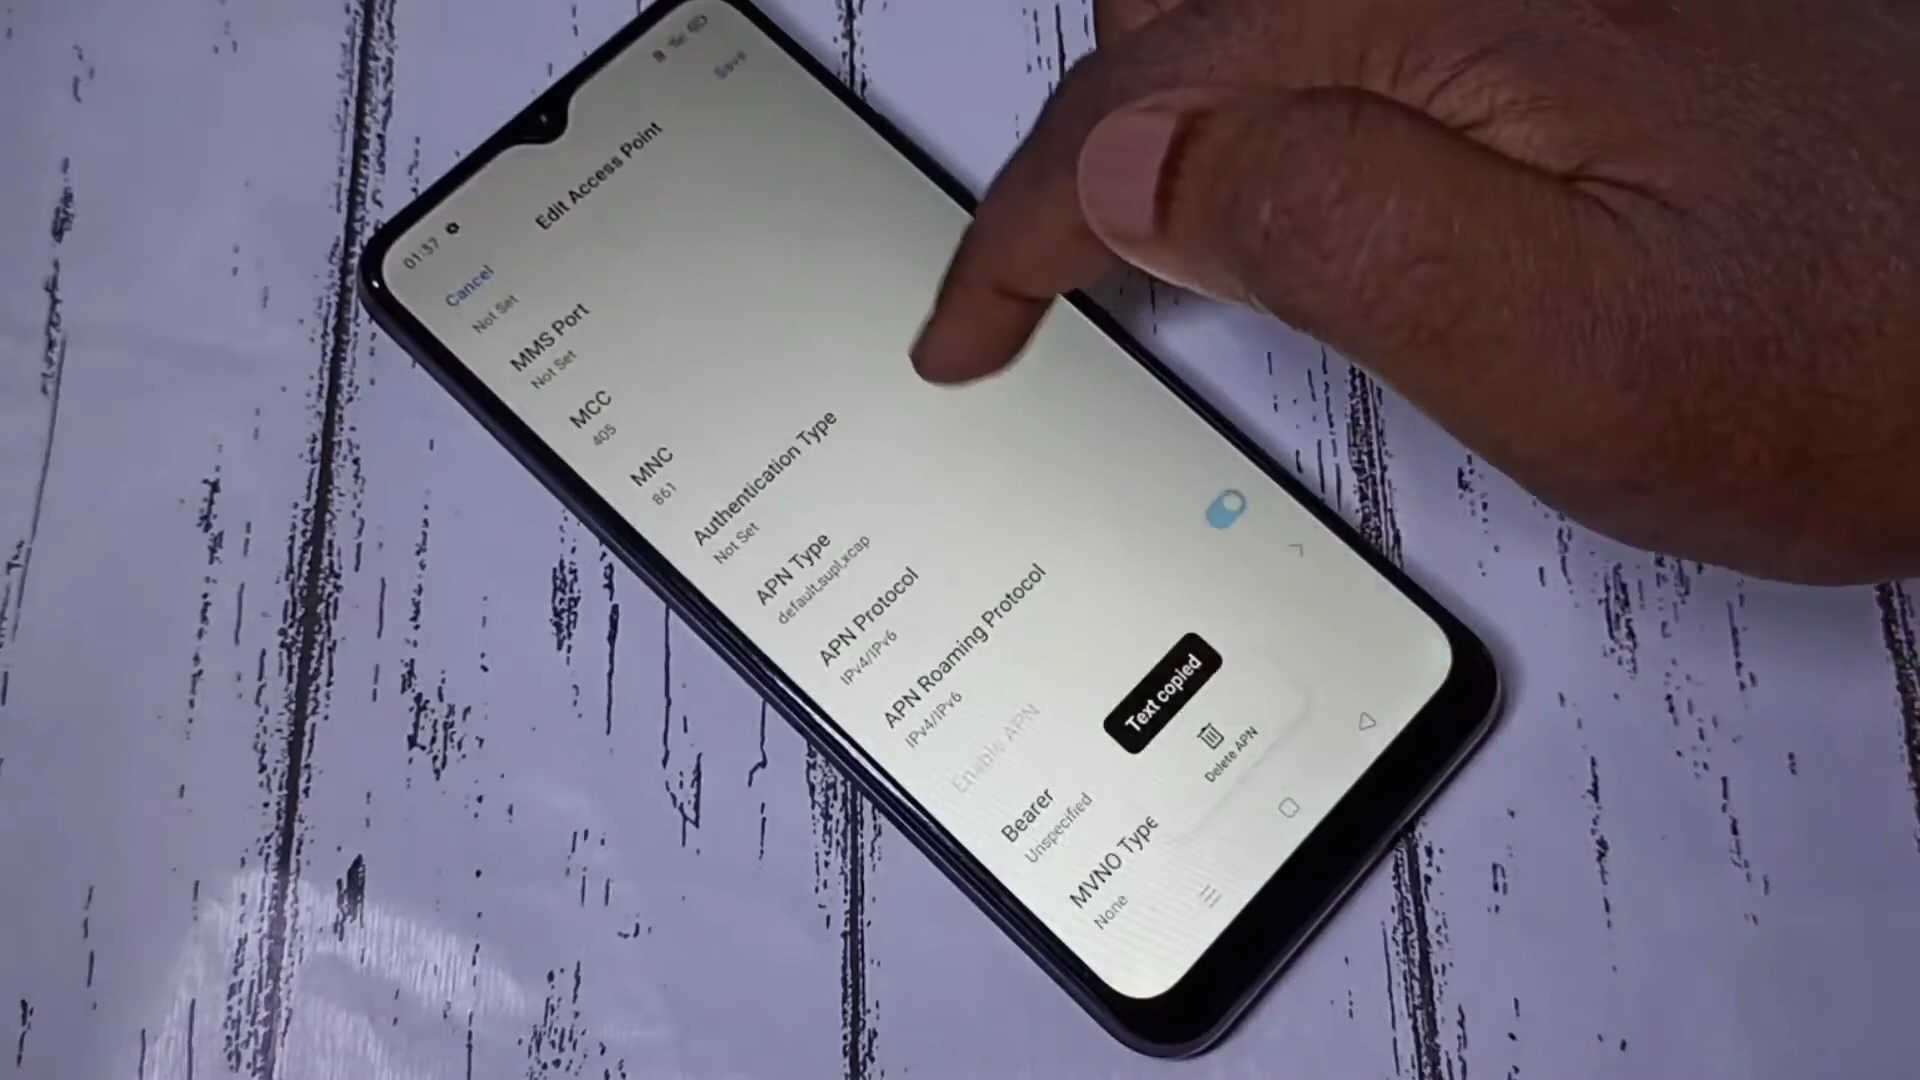 01:37
Cancel
Edit Access Point
Save
Not Set
MMS Port
Not Set
MCC
405
MNC
861
Authentication Type
Not Set
APN Type
default,supl,xcap
APN Protocol
IPv4/IPv6
APN Roaming Protocol
IPv4/IPv6
Enable APN
Bearer
Unspecified
MVNO Type
None
Text copied
Delete APN